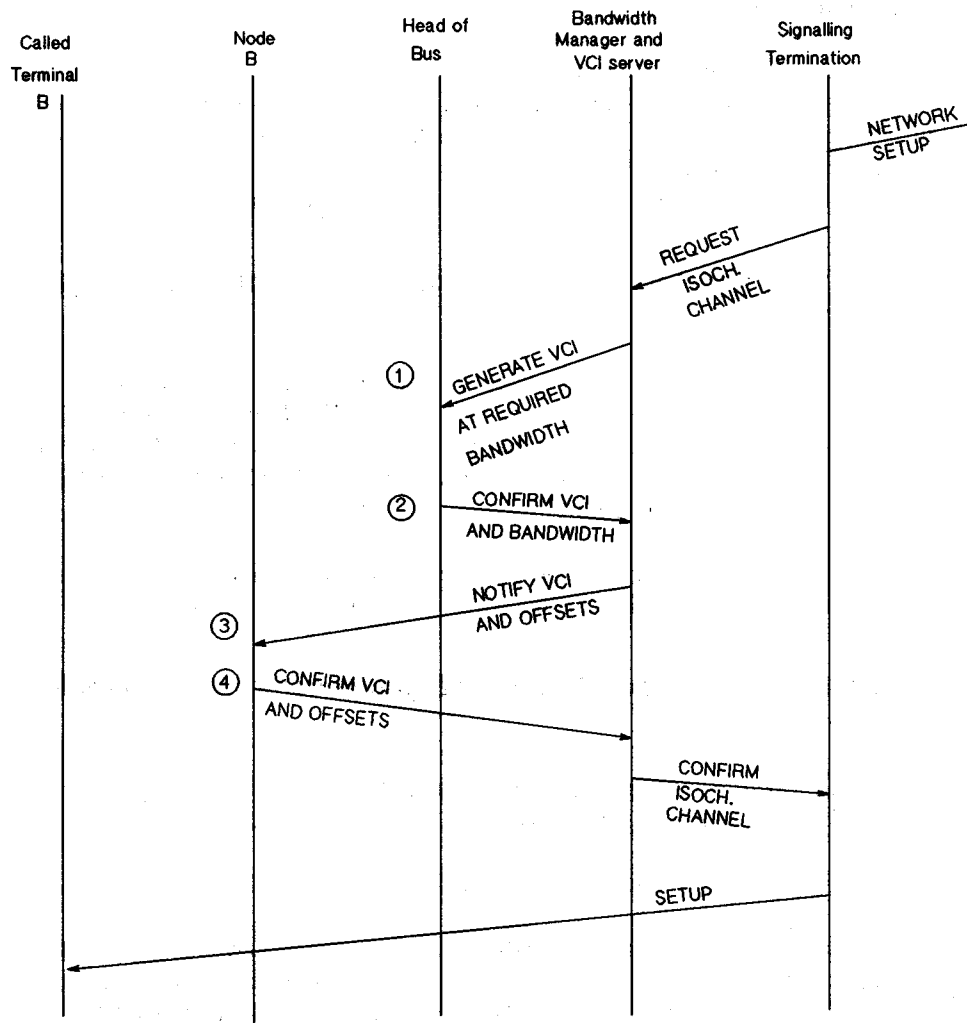 Called
Terminal
B
Node
B
Head of
Bus
Bandwidth
Manager and
VCI server
Signalling
Termination
NETWORK
SETUP
REQUEST
ISOCH.
CHANNEL
1
GENERATE VCI
AT REQUIRED
BANDWIDTH
2
CONFIRM VCI
AND BANDWIDTH
NOTIFY VCI
AND OFFSETS
3
4
CONFIRM VCI
AND OFFSETS
CONFIRM
ISOCH.
CHANNEL
SETUP